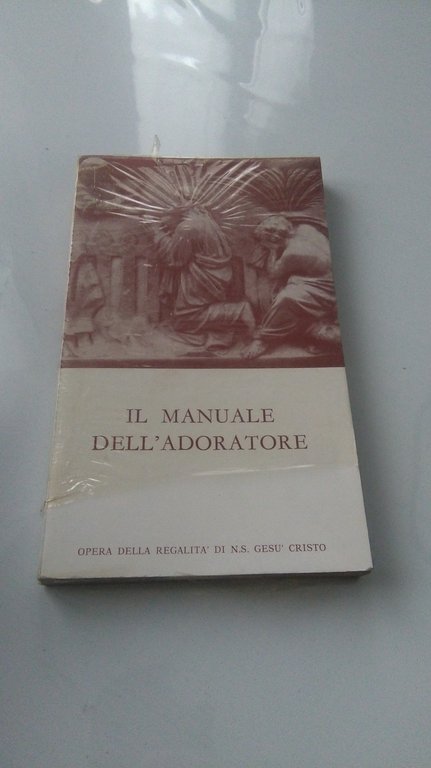 IL MANUALE
DELL'ADORATORE
OPERA DELLA REGALITA' DI N.S. GESU' CRISTO